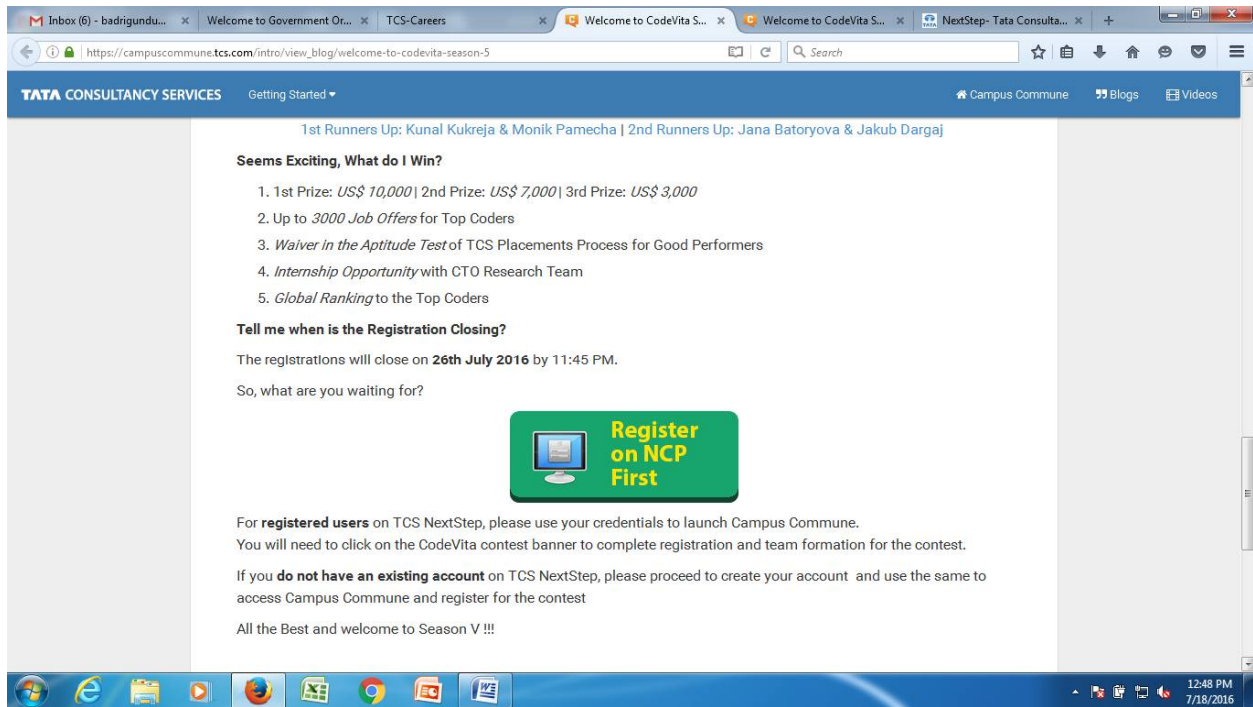 Inbox (6) - badrigundu... × Welcome to Government Or... × TCS-Careers × Welcome to CodeVita S... × Welcome to CodeVita S... × NextStep- Tata Consulta... × +
https://campuscommune.tcs.com/intro/view_blog/welcome-to-codevita-season-5 Search
TATA CONSULTANCY SERVICES Getting Started Campus Commune Blogs Videos
1st Runners Up: Kunal Kukreja & Monik Pamecha | 2nd Runners Up: Jana Batoryova & Jakub Dargaj
Seems Exciting, What do I Win?
1. 1st Prize: US$ 10,000 | 2nd Prize: US$ 7,000 | 3rd Prize: US$ 3,000
2. Up to 3000 Job Offers for Top Coders
3. Waiver in the Aptitude Test of TCS Placements Process for Good Performers
4. Internship Opportunity with CTO Research Team
5. Global Ranking to the Top Coders
Tell me when is the Registration Closing?
The registrations will close on 26th July 2016 by 11:45 PM.
So, what are you waiting for?
Register
on NCP
First
For registered users on TCS NextStep, please use your credentials to launch Campus Commune.
You will need to click on the CodeVita contest banner to complete registration and team formation for the contest.
If you do not have an existing account on TCS NextStep, please proceed to create your account and use the same to
access Campus Commune and register for the contest
All the Best and welcome to Season V !!!
12:48 PM
7/18/2016